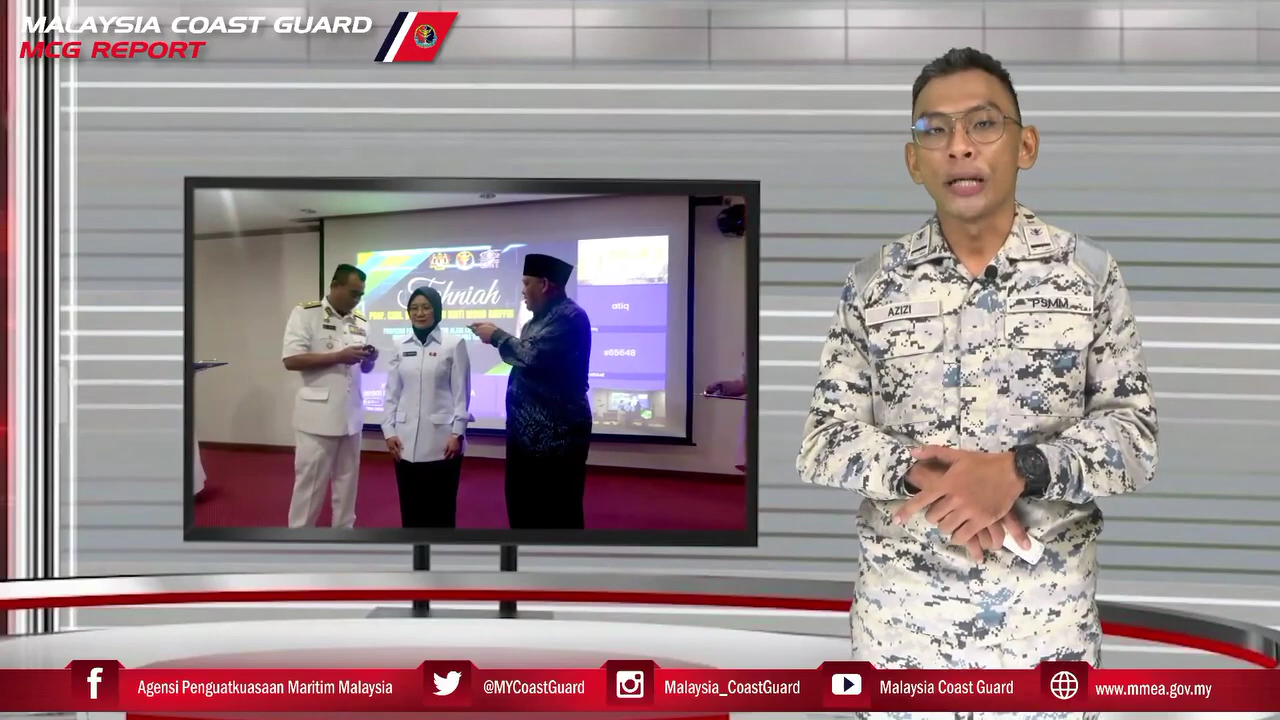 MALAYSIA COAST GUARD
MCG REPORT
Tahniah
atiq
s65648
AZIZI
PSMM
Agensi Penguatkuasaan Maritim Malaysia
@MYCoastGuard
Malaysia_CoastGuard
Malaysia Coast Guard
www.mmea.gov.my